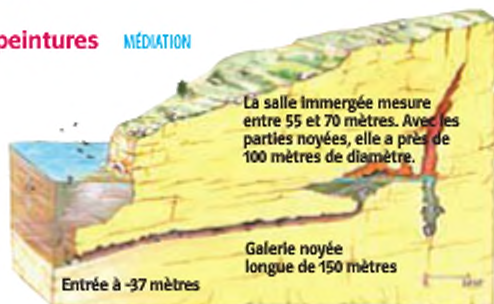 peintures MÉDIATION
La salle immergée mesure
entre 55 et 70 mètres. Avec les
parties noyées, elle a près de
100 mètres de diamètre.
Galerie noyée
longue de 150 mètres
Entrée à -37 mètres